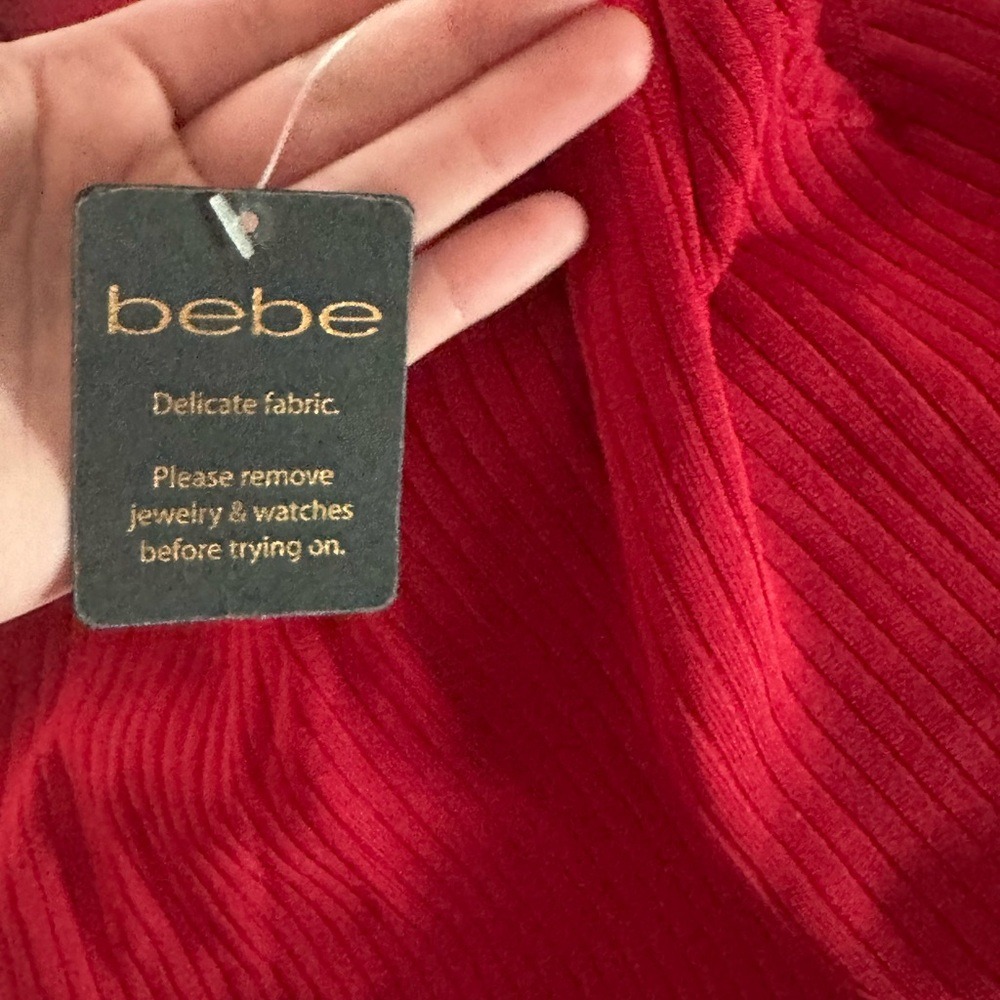 bebe
Delicate fabric.
Please remove
jewelry & watches
before trying on.